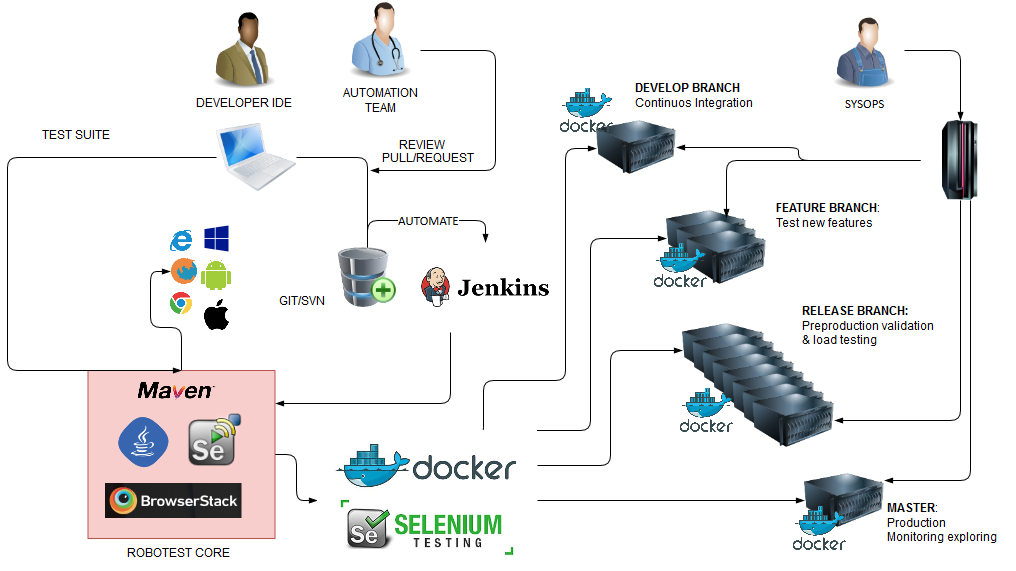 DEVELOPER IDE
AUTOMATION
TEAM
SYSOPS
TEST SUITE
REVIEW
PULL/REQUEST
AUTOMATE
GIT/SVN
Jenkins
docker
DEVELOP BRANCH
Continuos Integration
docker
FEATURE BRANCH:
Test new features
docker
RELEASE BRANCH:
Preproduction validation
& load testing
docker
MASTER:
Production
Monitoring exploring
Maven
Java
Se
BrowserStack
ROBOTEST CORE
docker
Se
SELENIUM
TESTING